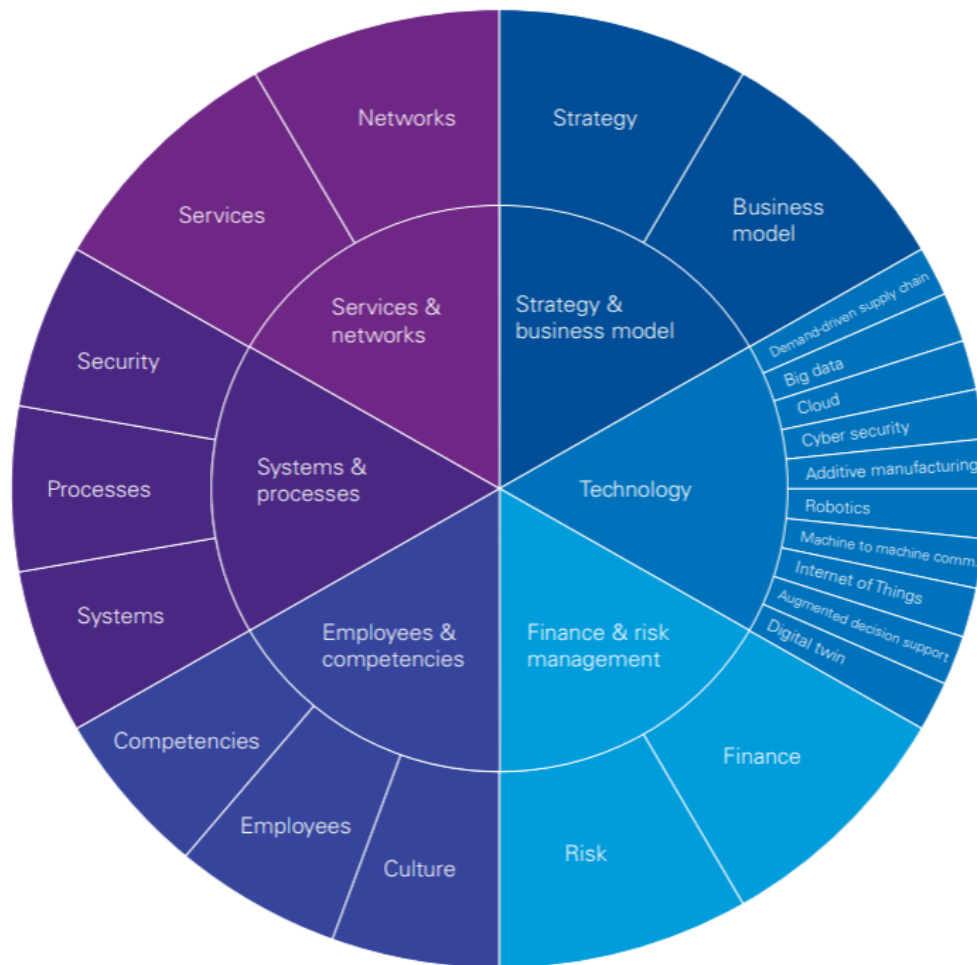 Networks
Strategy
Services
Business
model
Services &
networks
Strategy &
business model
Demand-driven supply chain
Big data
Cloud
Cyber security
Additive manufacturing
Robotics
Machine to machine comm.
Internet of Things
Augmented decision support
Digital twin
Security
Processes
Systems
Systems &
processes
Technology
Employees &
competencies
Finance & risk
management
Competencies
Employees
Culture
Risk
Finance